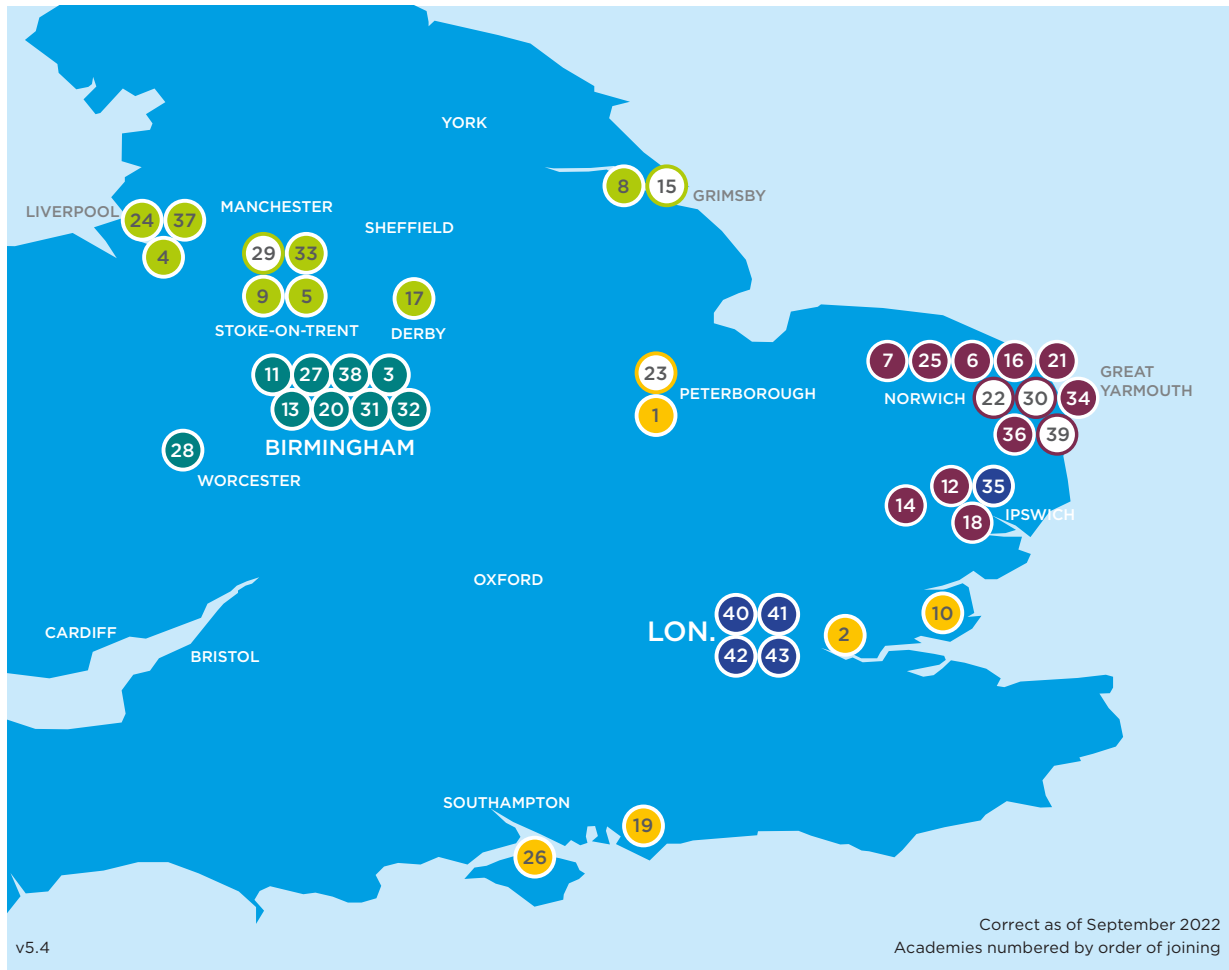 YORK
8 15 GRIMSBY
LIVERPOOL 24 37
4
MANCHESTER
SHEFFIELD
29 33
9 5
STOKE-ON-TRENT
17
DERBY
11 27 38 3
13 20 31 32
BIRMINGHAM
28
WORCESTER
23
PETERBOROUGH
1
7 25 6 16 21
GREAT
YARMOUTH
NORWICH 22 30 34
36 39
12 35
14
18 IPSWICH
OXFORD
CARDIFF
BRISTOL
LON.
40 41
42 43
2
10
SOUTHAMPTON
19
26
v5.4
Correct as of September 2022
Academies numbered by order of joining